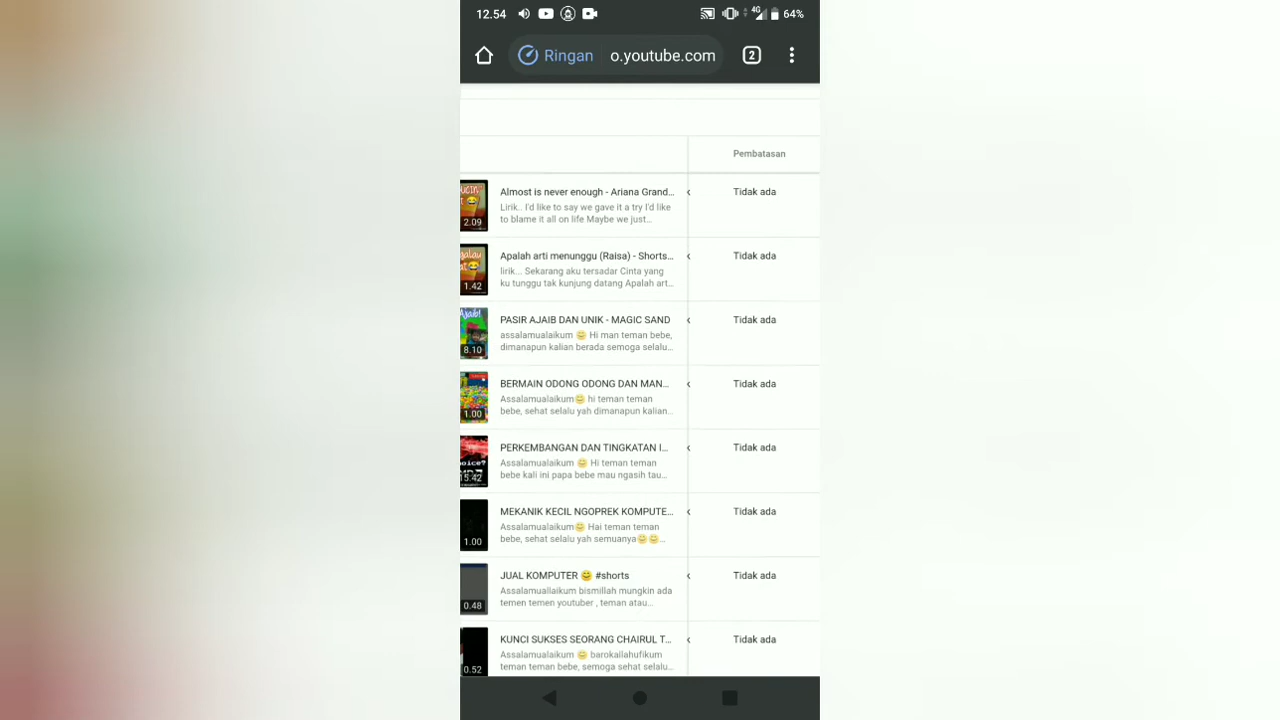 12.54 4G 64%
Ringan o.youtube.com 2
Pembatasan
2.09
Almost is never enough - Ariana Grand... Tidak ada
Lirik.. I'd like to say we gave it a try I'd like
to blame it all on life Maybe we just...
1.42
Apalah arti menunggu (Raisa) - Shorts... Tidak ada
lirik... Sekarang aku tersadar Cinta yang
ku tunggu tak kunjung datang Apalah art...
8.10
PASIR AJAIB DAN UNIK - MAGIC SAND Tidak ada
assalamualaikum 😊 Hi man teman bebe,
dimanapun kalian berada semoga selalu...
1.00
BERMAIN ODONG ODONG DAN MAN... Tidak ada
Assalamualaikum😊 hi teman teman
bebe, sehat selalu yah dimanapun kalian...
15.42
PERKEMBANGAN DAN TINGKATAN I... Tidak ada
Assalamualaikum 😊 Hi teman teman
bebe kali ini papa bebe mau ngasih tau...
1.00
MEKANIK KECIL NGOPREK KOMPUTE... Tidak ada
Assalamualaikum😊 Hai teman teman
bebe, sehat selalu yah semuanya😊😊...
0.48
JUAL KOMPUTER 😊 #shorts Tidak ada
Assalamuallaikum bismillah mungkin ada
temen temen youtuber , teman atau...
0.52
KUNCI SUKSES SEORANG CHAIRUL T... Tidak ada
Assalamualaikum 😊 barokallahufikum
teman teman bebe, semoga sehat selalu...